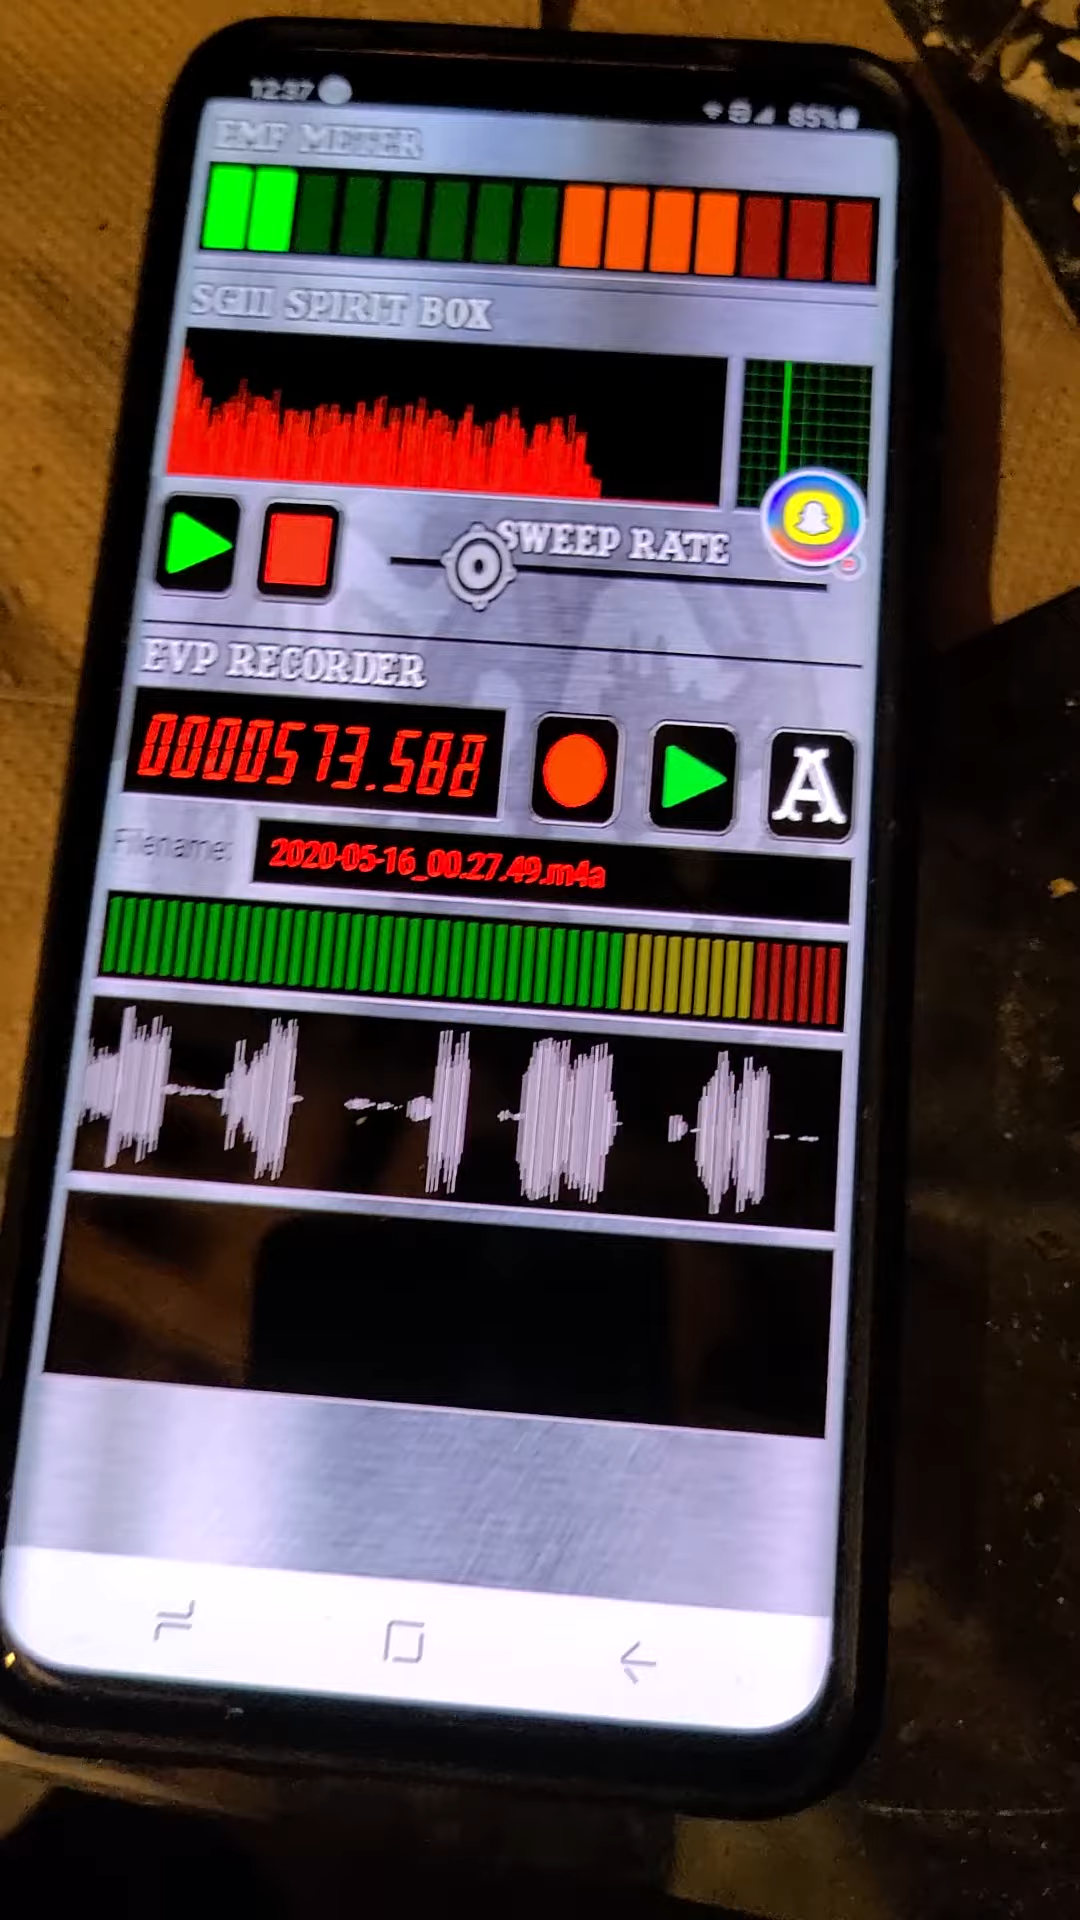 12:37
85%
EMF METER
SCIII SPIRIT BOX
SWEEP RATE
EVP RECORDER
0000573.588
A
Filename:
2020-05-16_00.27.49.m4a